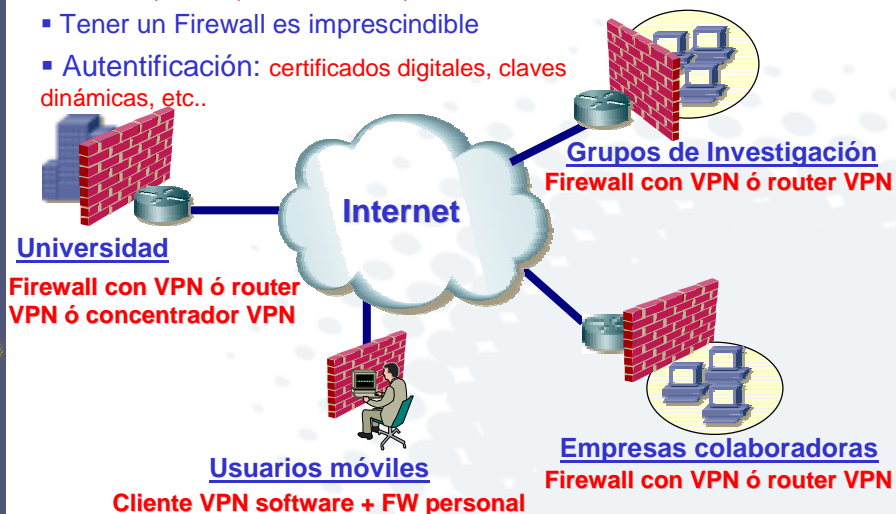 ▪ Tener un Firewall es imprescindible
▪ Autentificación: certificados digitales, claves
dinámicas, etc..
Grupos de Investigación
Firewall con VPN ó router VPN
Internet
Universidad
Firewall con VPN ó router
VPN ó concentrador VPN
Empresas colaboradoras
Firewall con VPN ó router VPN
Usuarios móviles
Cliente VPN software + FW personal